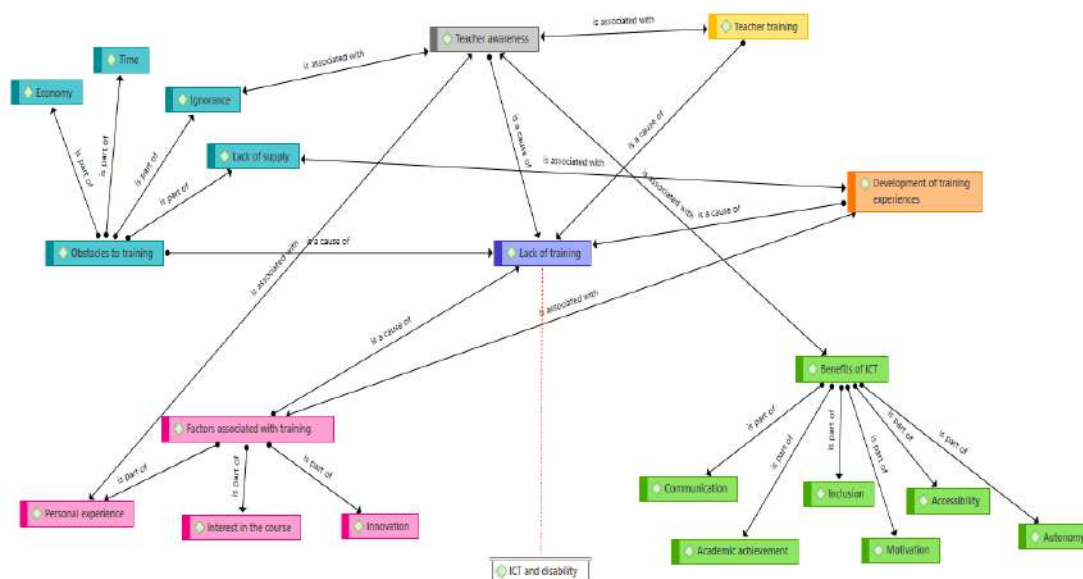 Teacher awareness
is associated with
Teacher training
Time
Economy
Ignorance
is associated with
is part of
is part of
is part of
is part of
Lack of supply
is a cause of
is a cause of
is associated with
Development of training
experiences
is associated with
is a cause of
Obstacles to training
is a cause of
Lack of training
is associated with
is associated with
is a cause of
Benefits of ICT
Factors associated with training
is part of
is part of
is part of
is part of
is part of
is part of
is part of
is part of
is part of
Communication
Inclusion
Accessibility
Personal experience
Interest in the course
Innovation
Academic achievement
Motivation
Autonomy
ICT and disability